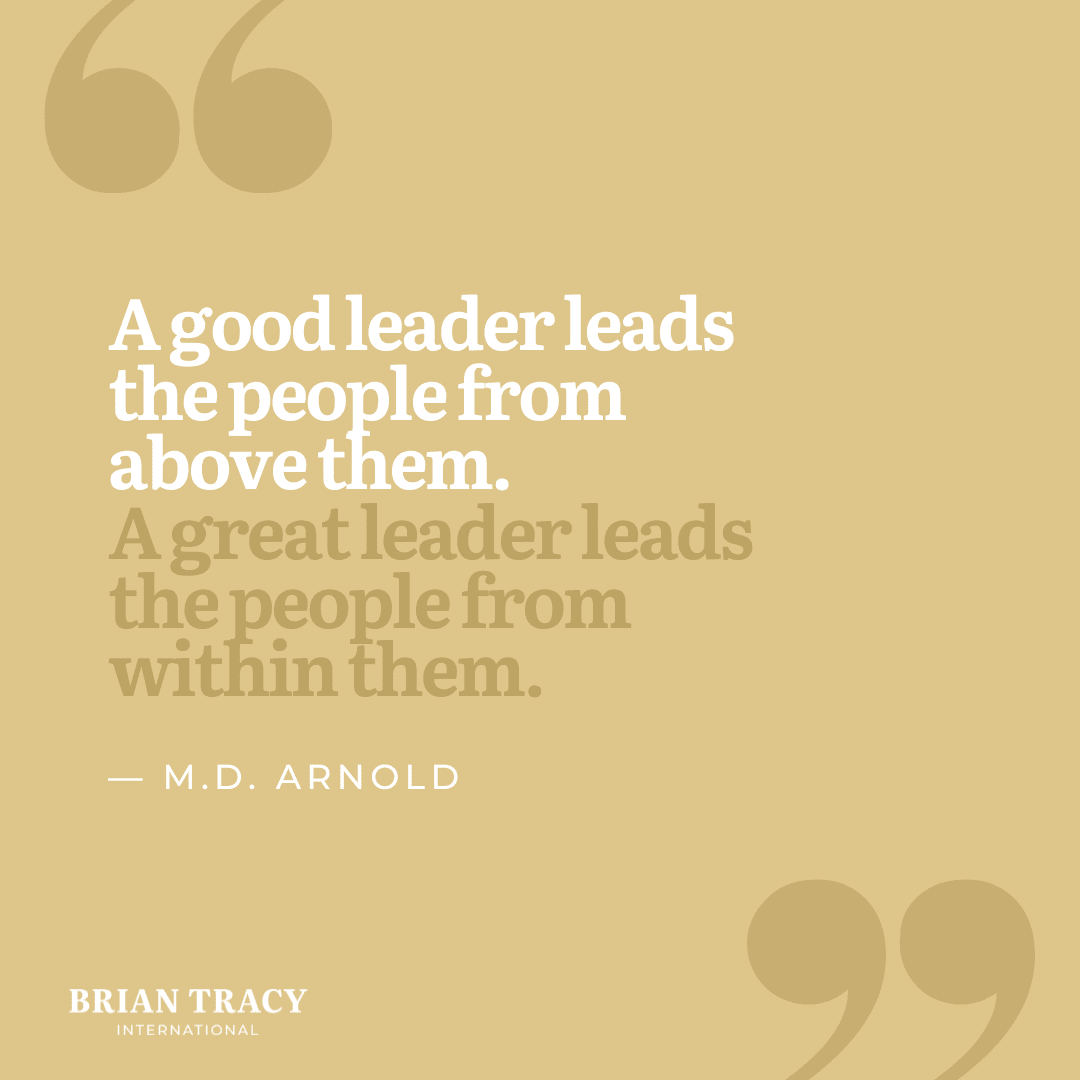 A good leader leads
the people from
above them.
A great leader leads
the people from
within them.
— M.D. ARNOLD
BRIAN TRACY
INTERNATIONAL